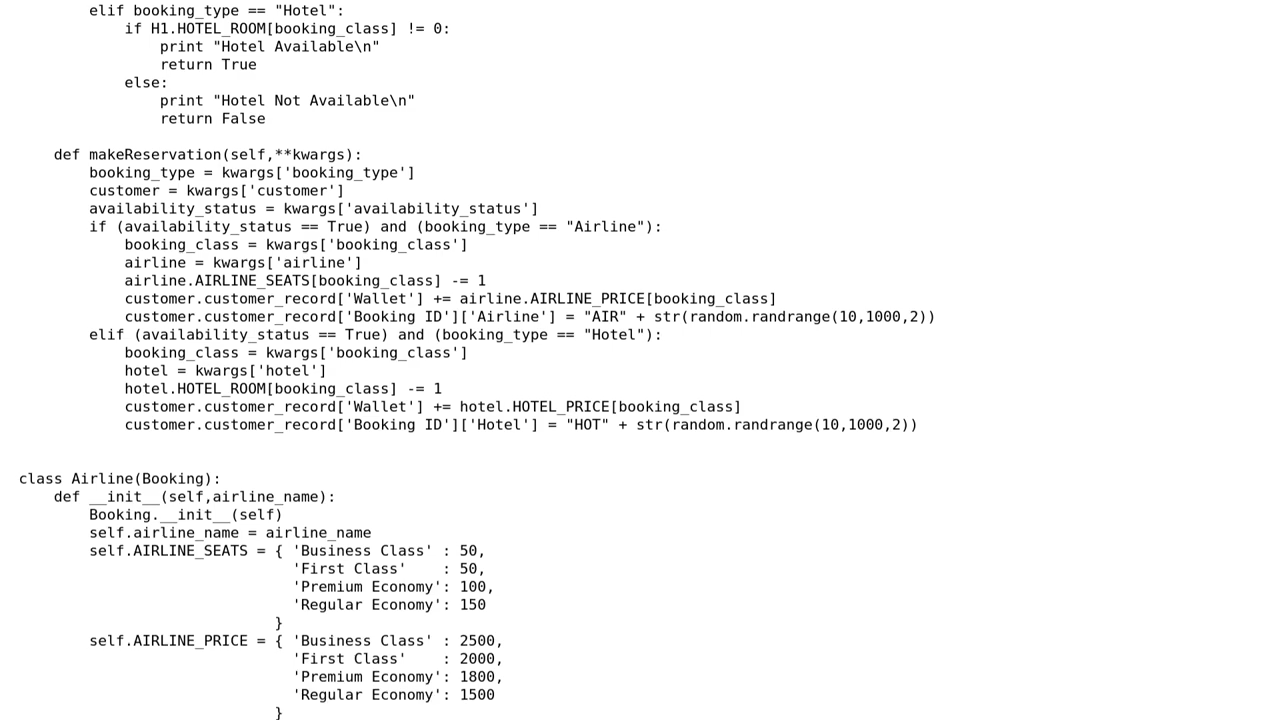 elif booking_type == "Hotel":
            if H1.HOTEL_ROOM[booking_class] != 0:
                print "Hotel Available\n"
                return True
            else:
                print "Hotel Not Available\n"
                return False

    def makeReservation(self,**kwargs):
        booking_type = kwargs['booking_type']
        customer = kwargs['customer']
        availability_status = kwargs['availability_status']
        if (availability_status == True) and (booking_type == "Airline"):
            booking_class = kwargs['booking_class']
            airline = kwargs['airline']
            airline.AIRLINE_SEATS[booking_class] -= 1
            customer.customer_record['Wallet'] += airline.AIRLINE_PRICE[booking_class]
            customer.customer_record['Booking ID']['Airline'] = "AIR" + str(random.randrange(10,1000,2))
        elif (availability_status == True) and (booking_type == "Hotel"):
            booking_class = kwargs['booking_class']
            hotel = kwargs['hotel']
            hotel.HOTEL_ROOM[booking_class] -= 1
            customer.customer_record['Wallet'] += hotel.HOTEL_PRICE[booking_class]
            customer.customer_record['Booking ID']['Hotel'] = "HOT" + str(random.randrange(10,1000,2))


class Airline(Booking):
    def __init__(self,airline_name):
        Booking.__init__(self)
        self.airline_name = airline_name
        self.AIRLINE_SEATS = { 'Business Class' : 50,
                               'First Class'    : 50,
                               'Premium Economy': 100,
                               'Regular Economy': 150
                             }
        self.AIRLINE_PRICE = { 'Business Class' : 2500,
                               'First Class'    : 2000,
                               'Premium Economy': 1800,
                               'Regular Economy': 1500
                             }